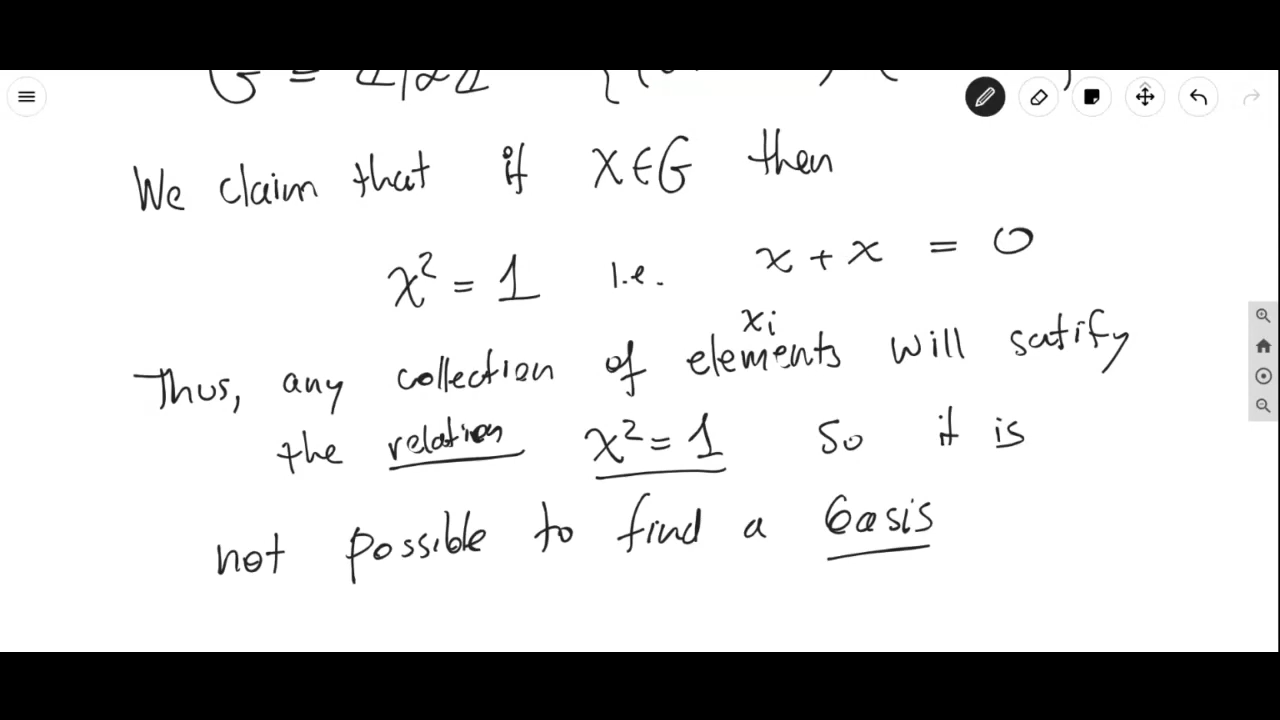 We claim that if x∈G then
x² = 1 i.e. x + x = 0
xi
Thus, any collection of elements will satify
the relation x² = 1 So it is
not possible to find a basis